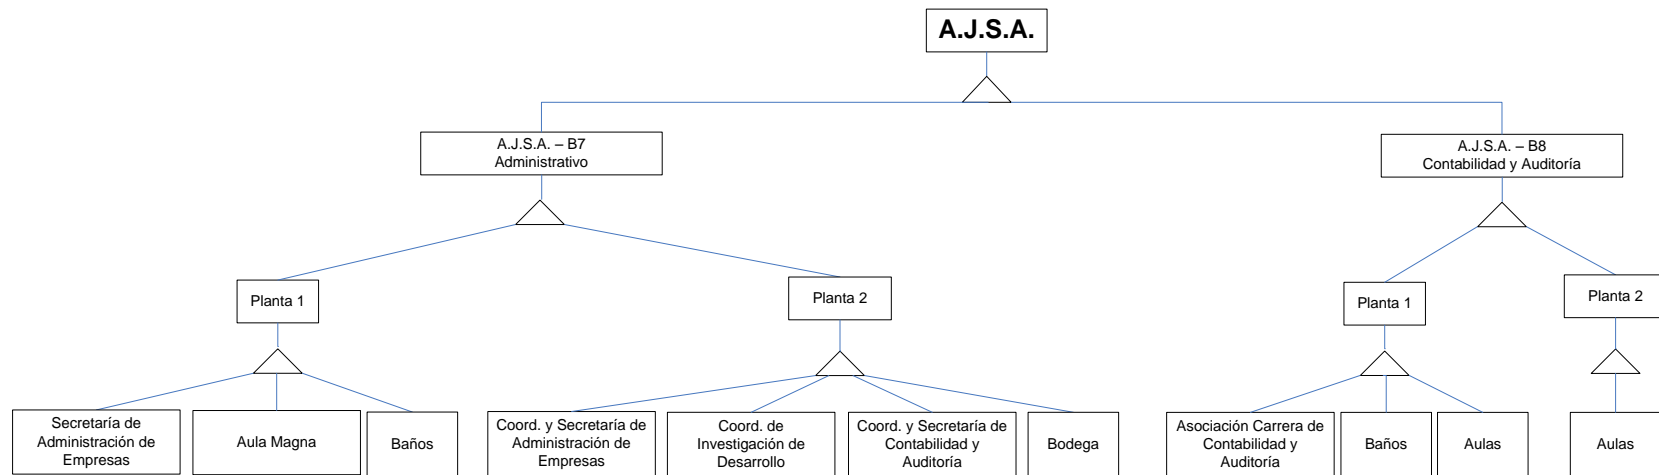 A.J.S.A.
A.J.S.A. – B7
Administrativo
A.J.S.A. – B8
Contabilidad y Auditoría
Planta 1
Planta 2
Planta 1
Planta 2
Secretaría de
Administración de
Empresas
Aula Magna
Baños
Coord. y Secretaría de
Administración de
Empresas
Coord. de
Investigación de
Desarrollo
Coord. y Secretaría de
Contabilidad y
Auditoría
Bodega
Asociación Carrera de
Contabilidad y
Auditoría
Baños
Aulas
Aulas